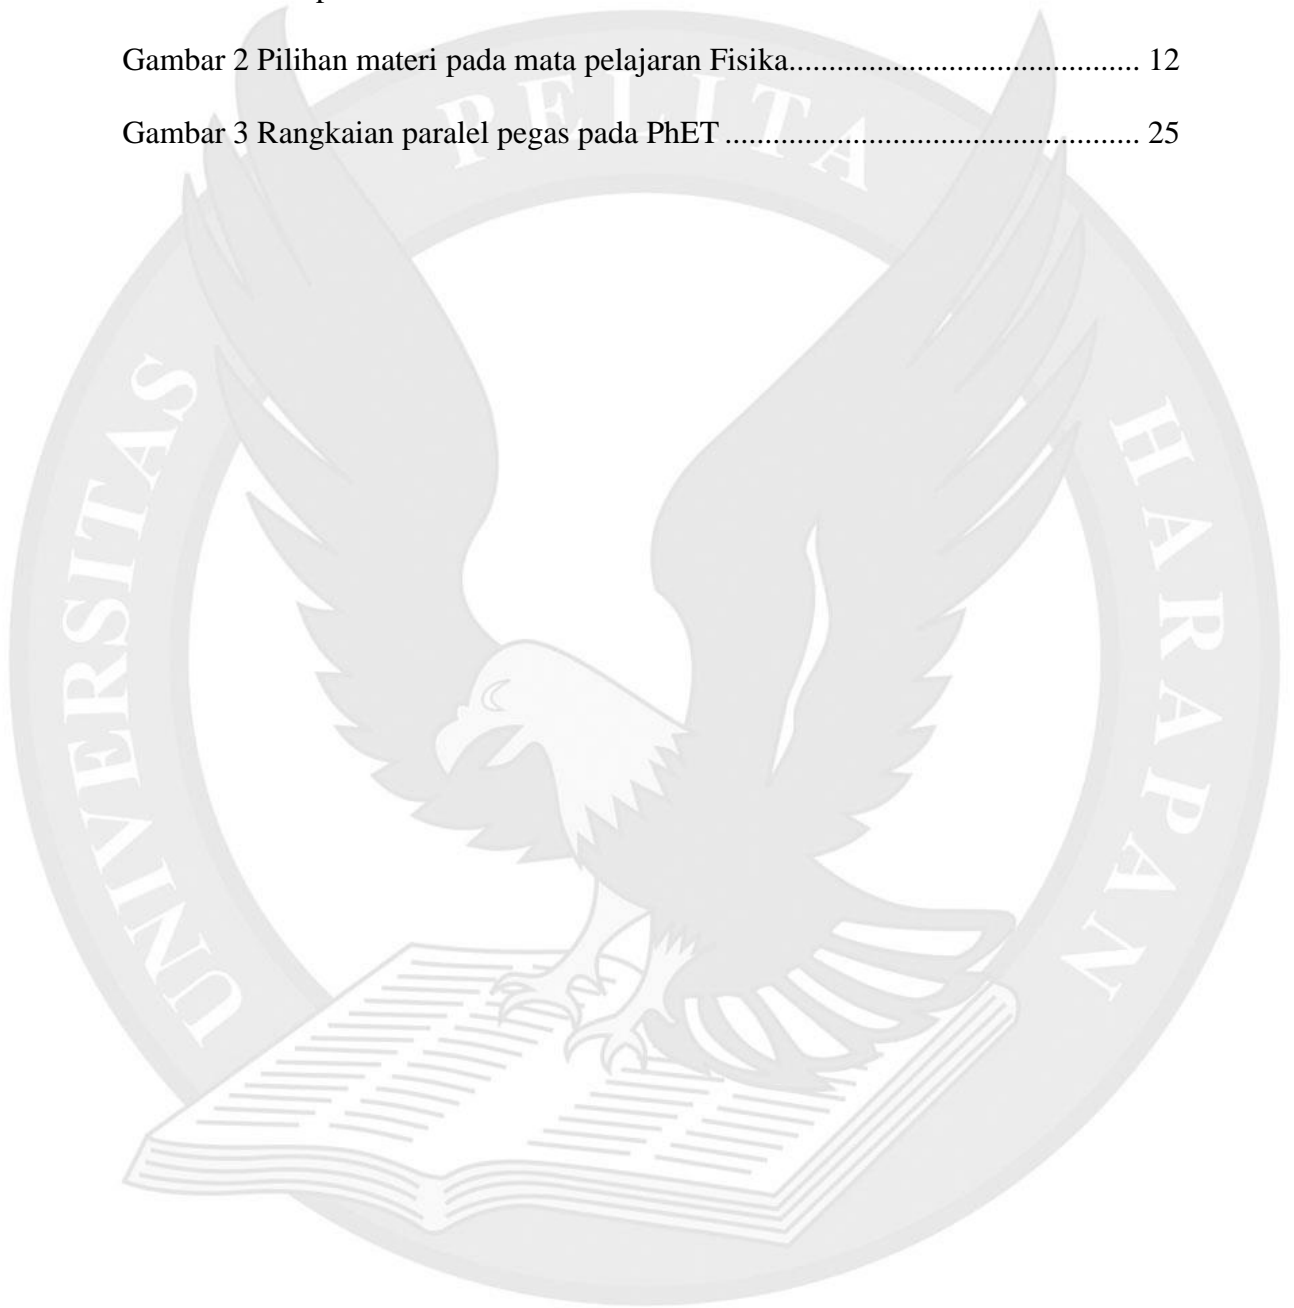 Gambar 2 Pilihan materi pada mata pelajaran Fisika............................................ 12
Gambar 3 Rangkaian paralel pegas pada PhET .................................................... 25
UNIVERSITAS PELITA HARAPAN